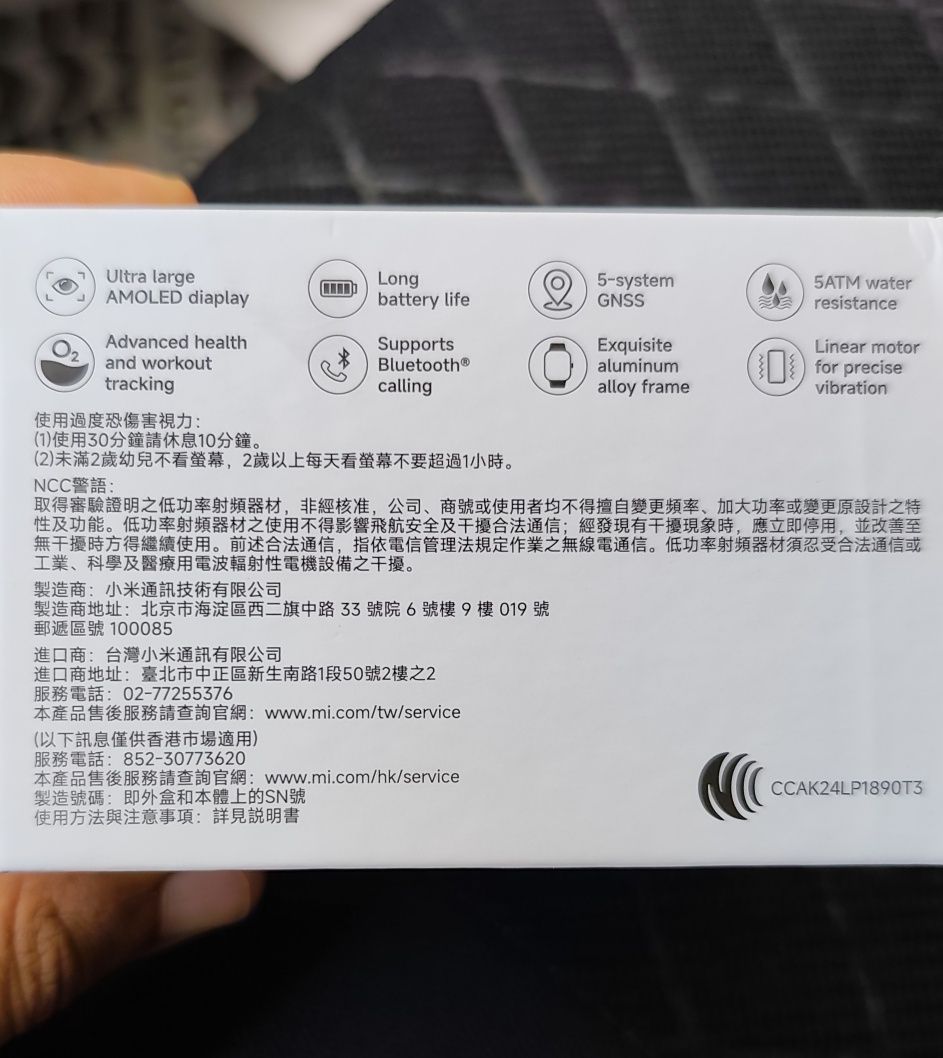 Ultra large
AMOLED diaplay
Long
battery life
5-system
GNSS
5ATM water
resistance
O2
Advanced health
and workout
tracking
Supports
Bluetooth®
calling
Exquisite
aluminum
alloy frame
Linear motor
for precise
vibration
使用過度恐傷害視力：
(1)使用30分鐘請休息10分鐘。
(2)未滿2歲幼兒不看螢幕，2歲以上每天看螢幕不要超過1小時。
NCC警語：
取得審驗證明之低功率射頻器材，非經核准，公司、商號或使用者均不得擅自變更頻率、加大功率或變更原設計之特
性及功能。低功率射頻器材之使用不得影響飛航安全及干擾合法通信；經發現有干擾現象時，應立即停用，並改善至
無干擾時方得繼續使用。前述合法通信，指依電信管理法規定作業之無線電通信。低功率射頻器材須忍受合法通信或
工業、科學及醫療用電波輻射性電機設備之干擾。
製造商：小米通訊技術有限公司
製造商地址：北京市海淀區西二旗中路 33 號院 6 號樓 9 樓 019 號
郵遞區號 100085
進口商：台灣小米通訊有限公司
進口商地址：臺北市中正區新生南路1段50號2樓之2
服務電話：02-77255376
本產品售後服務請查詢官網：www.mi.com/tw/service
(以下訊息僅供香港市場適用)
服務電話：852-30773620
本產品售後服務請查詢官網：www.mi.com/hk/service
製造號碼：即外盒和本體上的SN號
使用方法與注意事項：詳見説明書
CCAK24LP1890T3